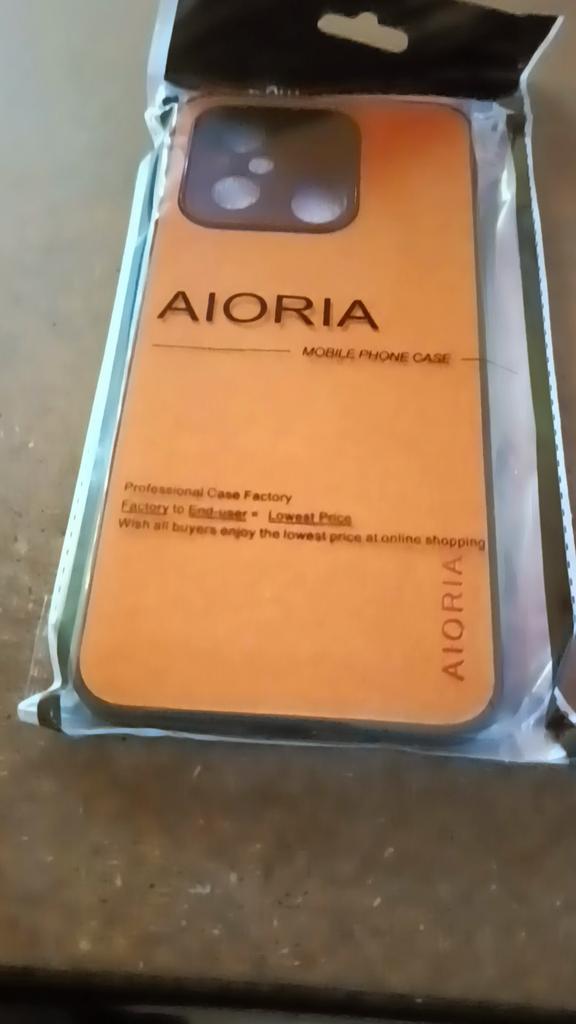 AIORIA
MOBILE PHONE CASE
Professional Case Factory
Factory to End-user = Lowest Price
Wish all buyers enjoy the lowest price at online shopping
AIORIA